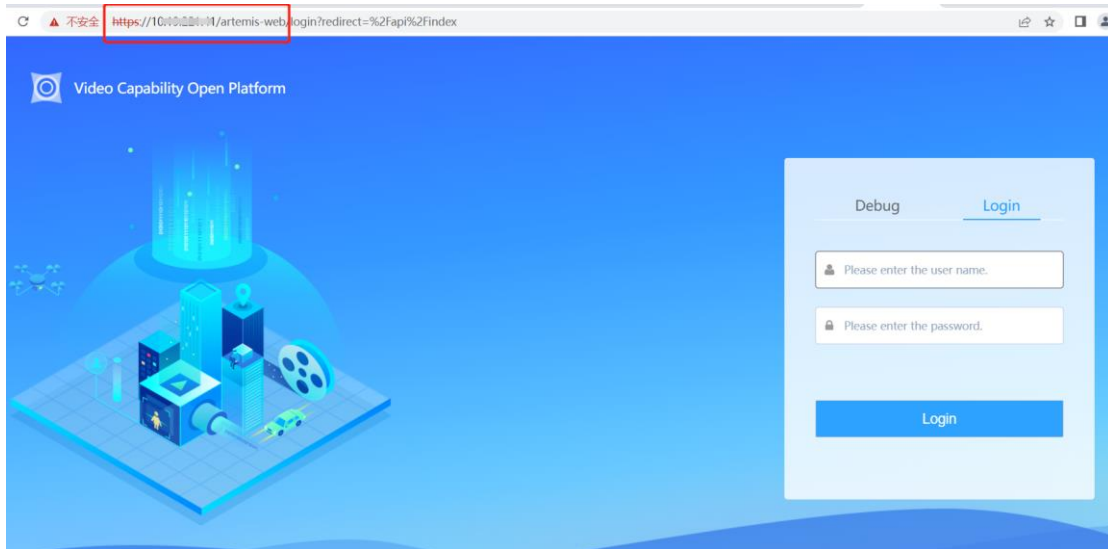 不安全 https://10. 1/artemis-web/login?redirect=%2Fapi%2Findex
Video Capability Open Platform
Debug Login
Please enter the user name.
Please enter the password.
Login